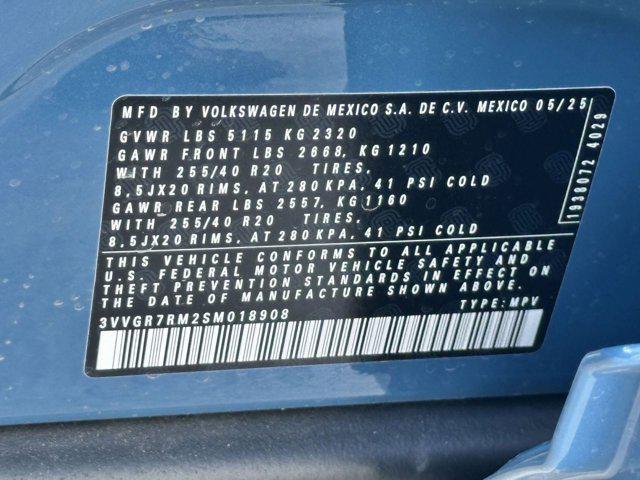 MFD BY VOLKSWAGEN DE MEXICO S.A. DE C.V. MEXICO 05/25
GVWR LBS 5115 KG 2320
GAWR FRONT LBS 2668, KG 1210
WITH 255/40 R20 TIRES,
8,5JX20 RIMS, AT 280 KPA, 41 PSI COLD
GAWR REAR LBS 2557, KG 1160
WITH 255/40 R20 TIRES,
8,5JX20 RIMS, AT 280 KPA, 41 PSI COLD
THIS VEHICLE CONFORMS TO ALL APPLICABLE
U.S. FEDERAL MOTOR VEHICLE SAFETY AND
THEFT PREVENTION STANDARDS IN EFFECT ON
THE DATE OF MANUFACTURE SHOWN ABOVE.
3VVGR7RM2SM018908 TYPE: MPV
1938072 4029